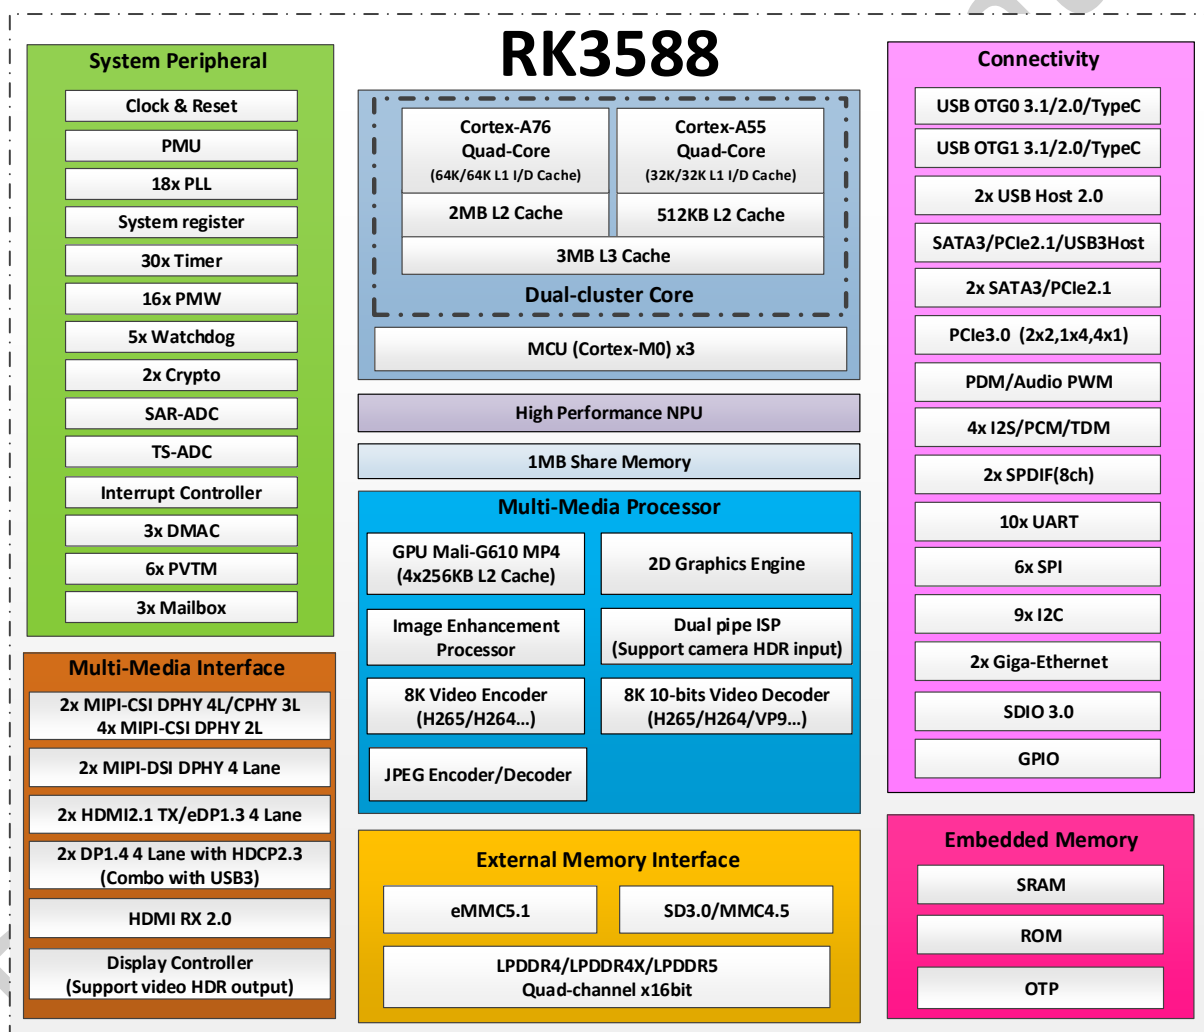 RK3588
System Peripheral
Clock & Reset
PMU
18x PLL
System register
30x Timer
16x PMW
5x Watchdog
2x Crypto
SAR-ADC
TS-ADC
Interrupt Controller
3x DMAC
6x PVTM
3x Mailbox
Multi-Media Interface
2x MIPI-CSI DPHY 4L/CPHY 3L
4x MIPI-CSI DPHY 2L
2x MIPI-DSI DPHY 4 Lane
2x HDMI2.1 TX/eDP1.3 4 Lane
2x DP1.4 4 Lane with HDCP2.3
(Combo with USB3)
HDMI RX 2.0
Display Controller
(Support video HDR output)
Cortex-A76
Quad-Core
(64K/64K L1 I/D Cache)
2MB L2 Cache
Cortex-A55
Quad-Core
(32K/32K L1 I/D Cache)
512KB L2 Cache
3MB L3 Cache
Dual-cluster Core
MCU (Cortex-M0) x3
High Performance NPU
1MB Share Memory
Multi-Media Processor
GPU Mali-G610 MP4
(4x256KB L2 Cache)
2D Graphics Engine
Image Enhancement
Processor
Dual pipe ISP
(Support camera HDR input)
8K Video Encoder
(H265/H264...)
8K 10-bits Video Decoder
(H265/H264/VP9...)
JPEG Encoder/Decoder
External Memory Interface
eMMC5.1
SD3.0/MMC4.5
LPDDR4/LPDDR4X/LPDDR5
Quad-channel x16bit
Connectivity
USB OTG0 3.1/2.0/TypeC
USB OTG1 3.1/2.0/TypeC
2x USB Host 2.0
SATA3/PCIe2.1/USB3Host
2x SATA3/PCIe2.1
PCIe3.0 (2x2,1x4,4x1)
PDM/Audio PWM
4x I2S/PCM/TDM
2x SPDIF(8ch)
10x UART
6x SPI
9x I2C
2x Giga-Ethernet
SDIO 3.0
GPIO
Embedded Memory
SRAM
ROM
OTP